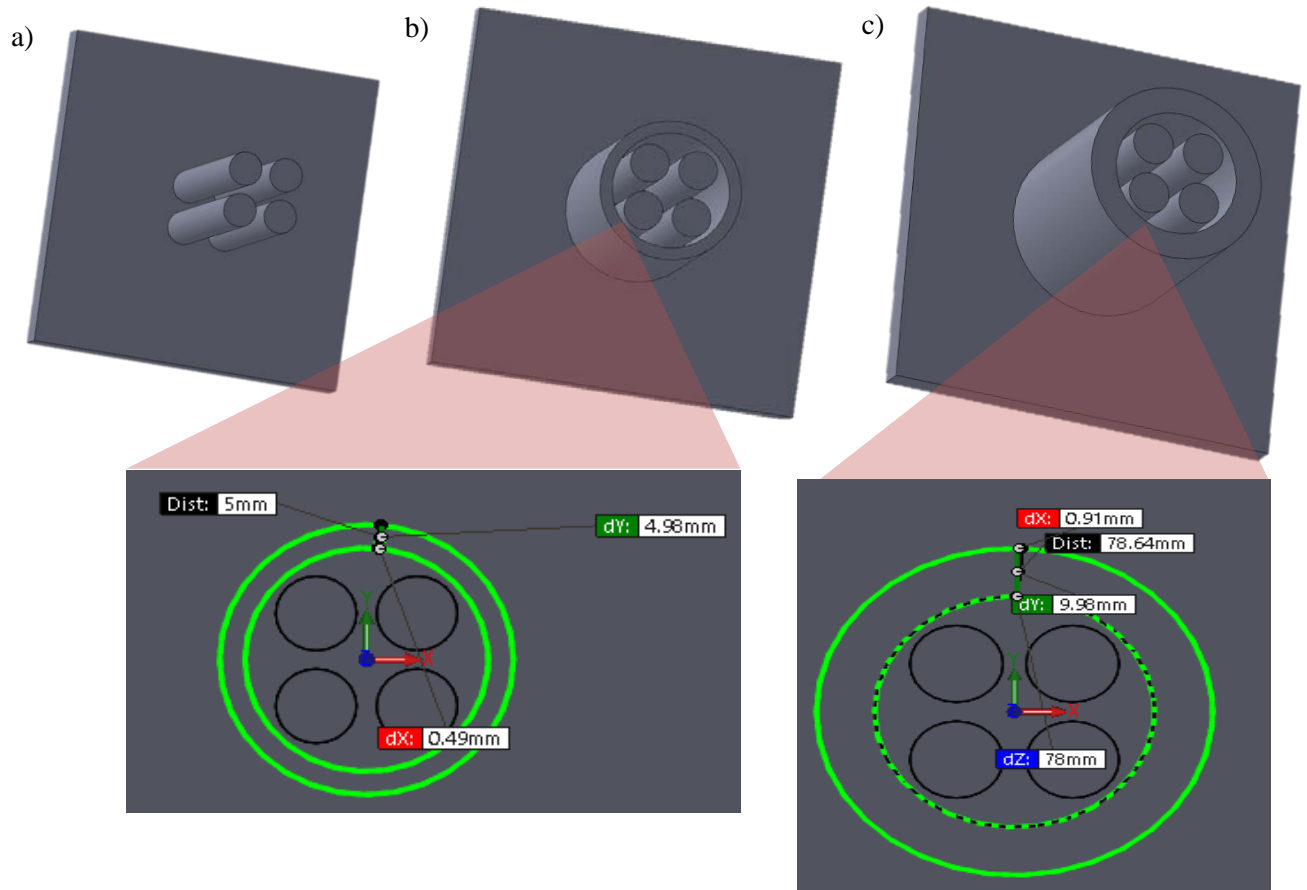 a)
b)
c)
Dist: 5mm
dY: 4.98mm
Y
X
dX: 0.49mm
dX: 0.91mm
Dist: 78.64mm
dY: 9.98mm
Y
X
dZ: 78mm